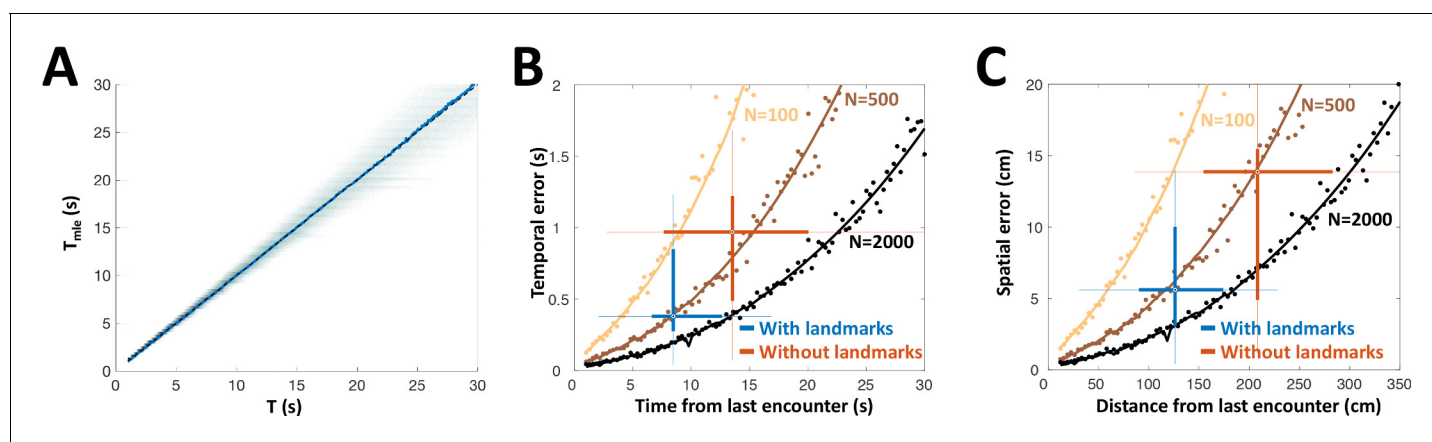 A
30
25
20
15
10
5
0
5
10
15
20
25
30
Tmle (s)
T (s)
B
2
1.5
1
0.5
0
0
5
10
15
20
25
30
Temporal error (s)
Time from last encounter (s)
N=100
N=500
N=2000
With landmarks
Without landmarks
C
20
15
10
5
0
50
100
150
200
250
300
350
Spatial error (cm)
Distance from last encounter (cm)
N=500
N=100
N=2000
With landmarks
Without landmarks